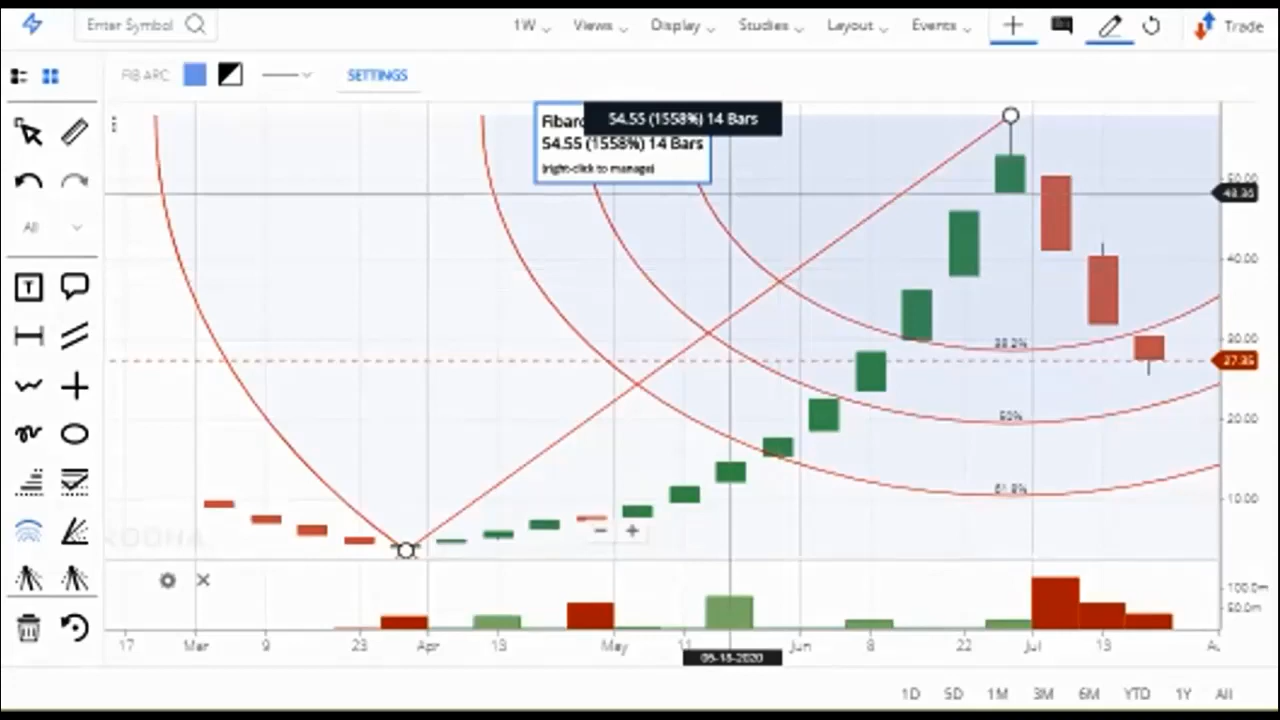 Enter Symbol
1W Views Display Studies Layout Events Trade
FIB ARC SETTINGS
54.55 (1558%) 14 Bars
54.55 (1558%) 14 Bars
(right-click to manage)
50.00
48.36
40.00
All
30.00
38.2%
27.35
50%
20.00
61.8%
10.00
100.0m
50.0m
17 Mar 9 23 Apr 13 May 11 Jun 8 22 Jul 13
05-18-2020
1D 5D 1M 3M 6M YTD 1Y All